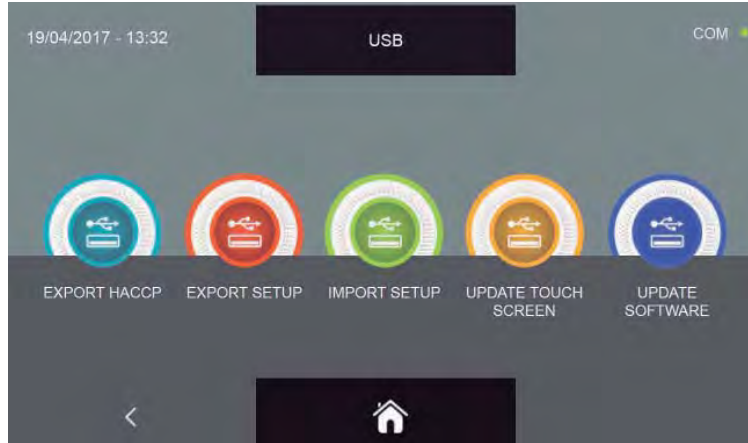 19/04/2017 - 13:32
USB
COM
EXPORT HACCP
EXPORT SETUP
IMPORT SETUP
UPDATE TOUCH
SCREEN
UPDATE
SOFTWARE